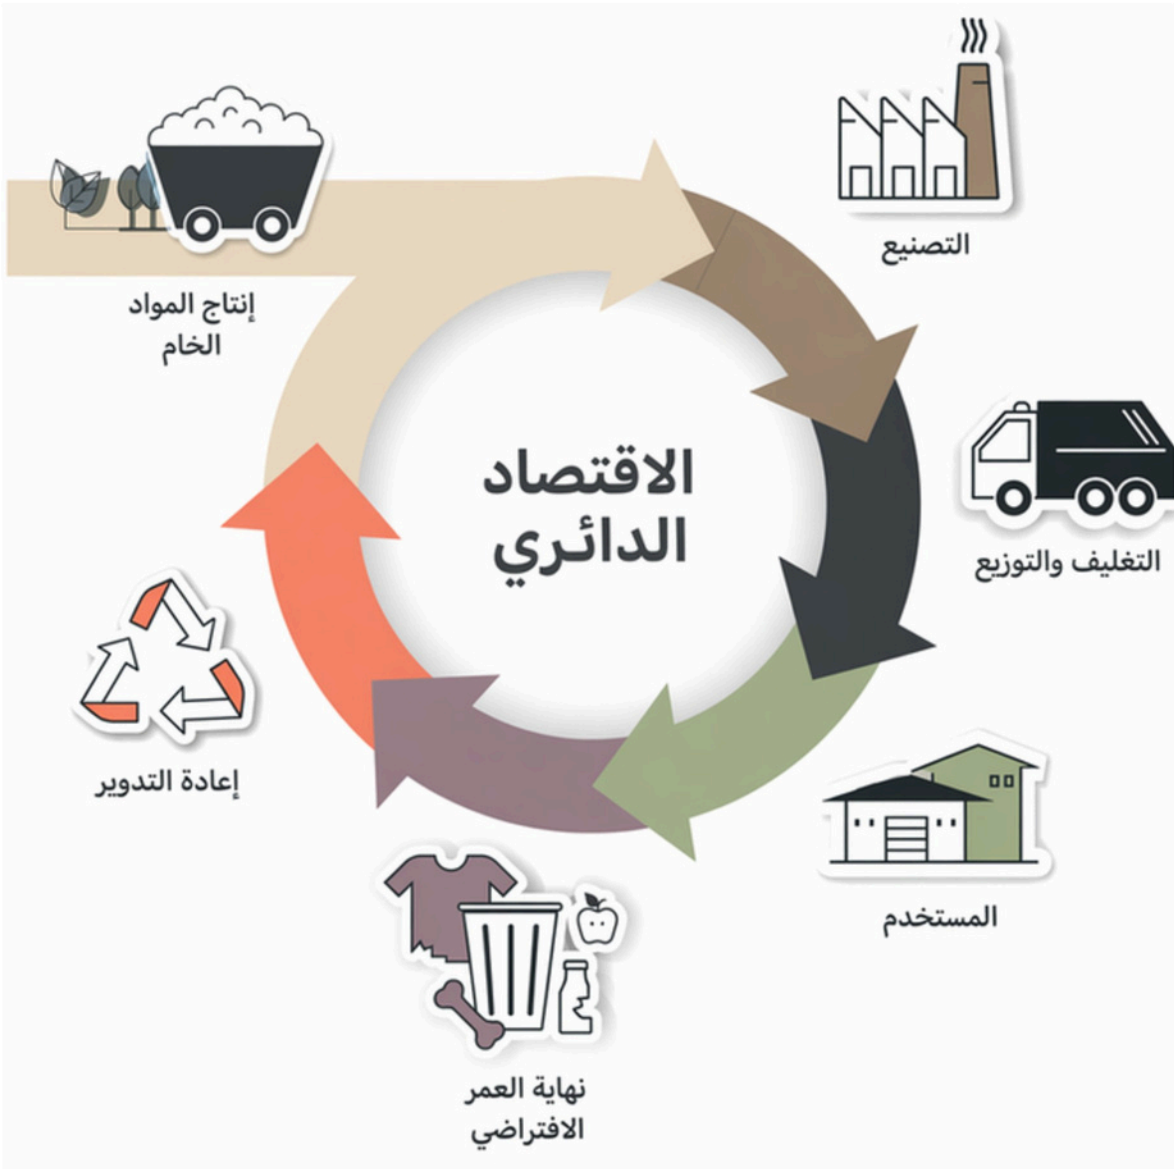 الاقتصاد
الدائري
إنتاج المواد
الخام
التصنيع
التغليف والتوزيع
المستخدم
نهاية العمر
الافتراضي
إعادة التدوير